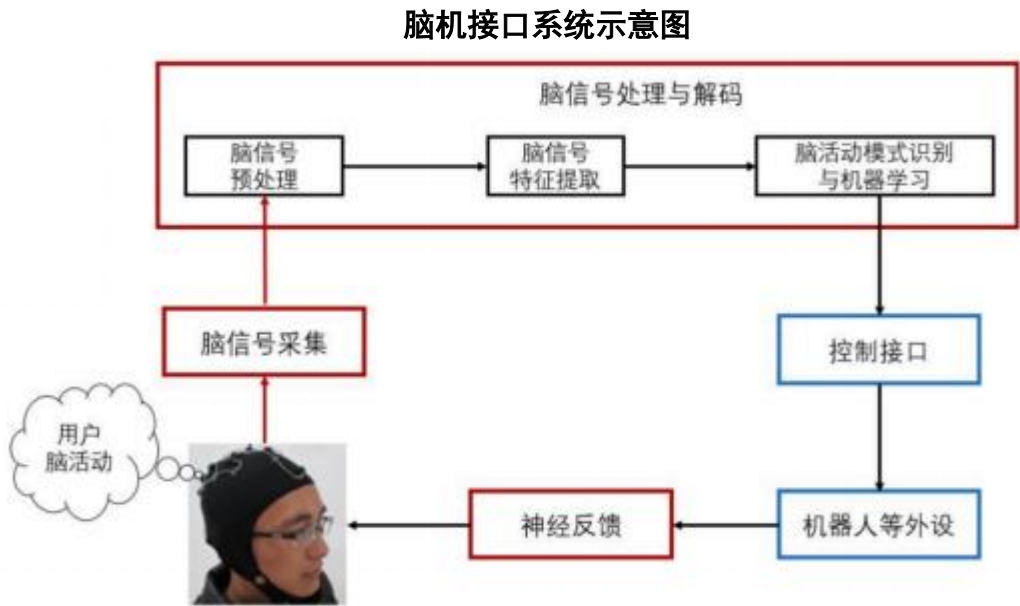 脑机接口系统示意图
脑信号处理与解码
脑信号
预处理
脑信号
特征提取
脑活动模式识别
与机器学习
脑信号采集
控制接口
用户
脑活动
神经反馈
机器人等外设